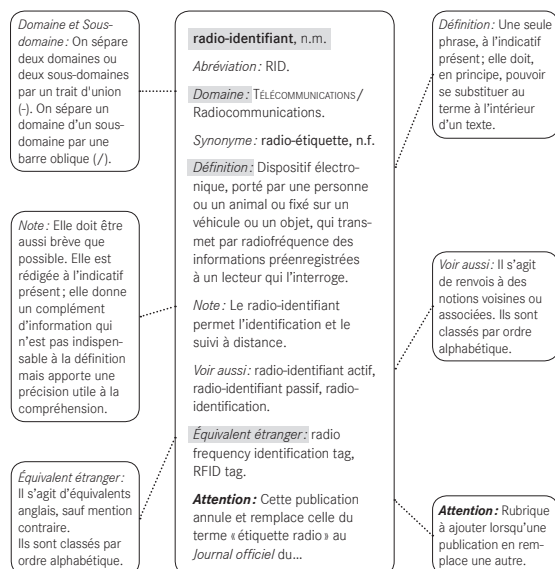 Domaine et Sous-
domaine : On sépare
deux domaines ou
deux sous-domaines
par un trait d'union
(-). On sépare un
domaine d'un sous-
domaine par une
barre oblique (/).
Note : Elle doit être
aussi brève que
possible. Elle est
rédigée à l'indicatif
présent ; elle donne
un complément
d'information qui
n'est pas indispen-
sable à la définition
mais apporte une
précision utile à la
compréhension.
Équivalent étranger :
Il s'agit d'équivalents
anglais, sauf mention
contraire.
Ils sont classés par
ordre alphabétique.
radio-identifiant, n.m.
Abréviation : RID.
Domaine : TÉLÉCOMMUNICATIONS/
Radiocommunications.
Synonyme : radio-étiquette, n.f.
Définition : Dispositif électro-
nique, porté par une personne
ou un animal ou fixé sur un
véhicule ou un objet, qui trans-
met par radiofréquence des
informations préenregistrées
à un lecteur qui l'interroge.
Note : Le radio-identifiant
permet l'identification et le
suivi à distance.
Voir aussi : radio-identifiant actif,
radio-identifiant passif, radio-
identification.
Équivalent étranger : radio
frequency identification tag,
RFID tag.
Attention : Cette publication
annule et remplace celle du
terme « étiquette radio » au
Journal officiel du...
Définition : Une seule
phrase, à l'indicatif
présent ; elle doit,
en principe, pouvoir
se substituer au
terme à l'intérieur
d'un texte.
Voir aussi : Il s'agit
de renvois à des
notions voisines ou
associées. Ils sont
classés par ordre
alphabétique.
Attention : Rubrique
à ajouter lorsqu'une
publication en rem-
place une autre.